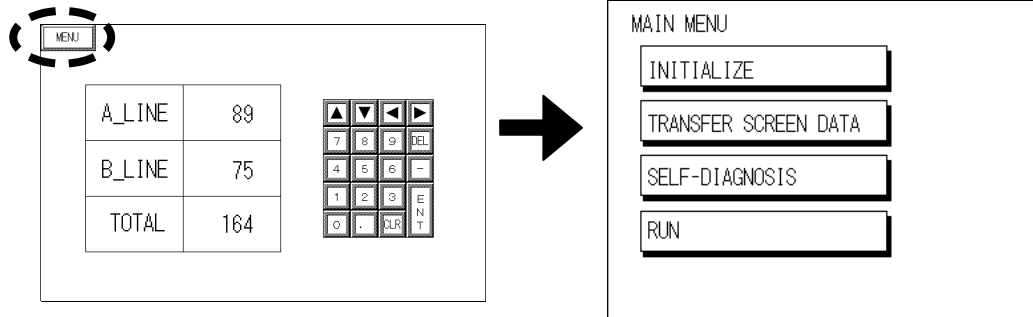 MENU
A_LINE 89
B_LINE 75
TOTAL 164
▲ ▼ ◀ ▶
7 8 9 DEL
4 5 6 −
1 2 3 ENT
0 . CLR
MAIN MENU
INITIALIZE
TRANSFER SCREEN DATA
SELF-DIAGNOSIS
RUN